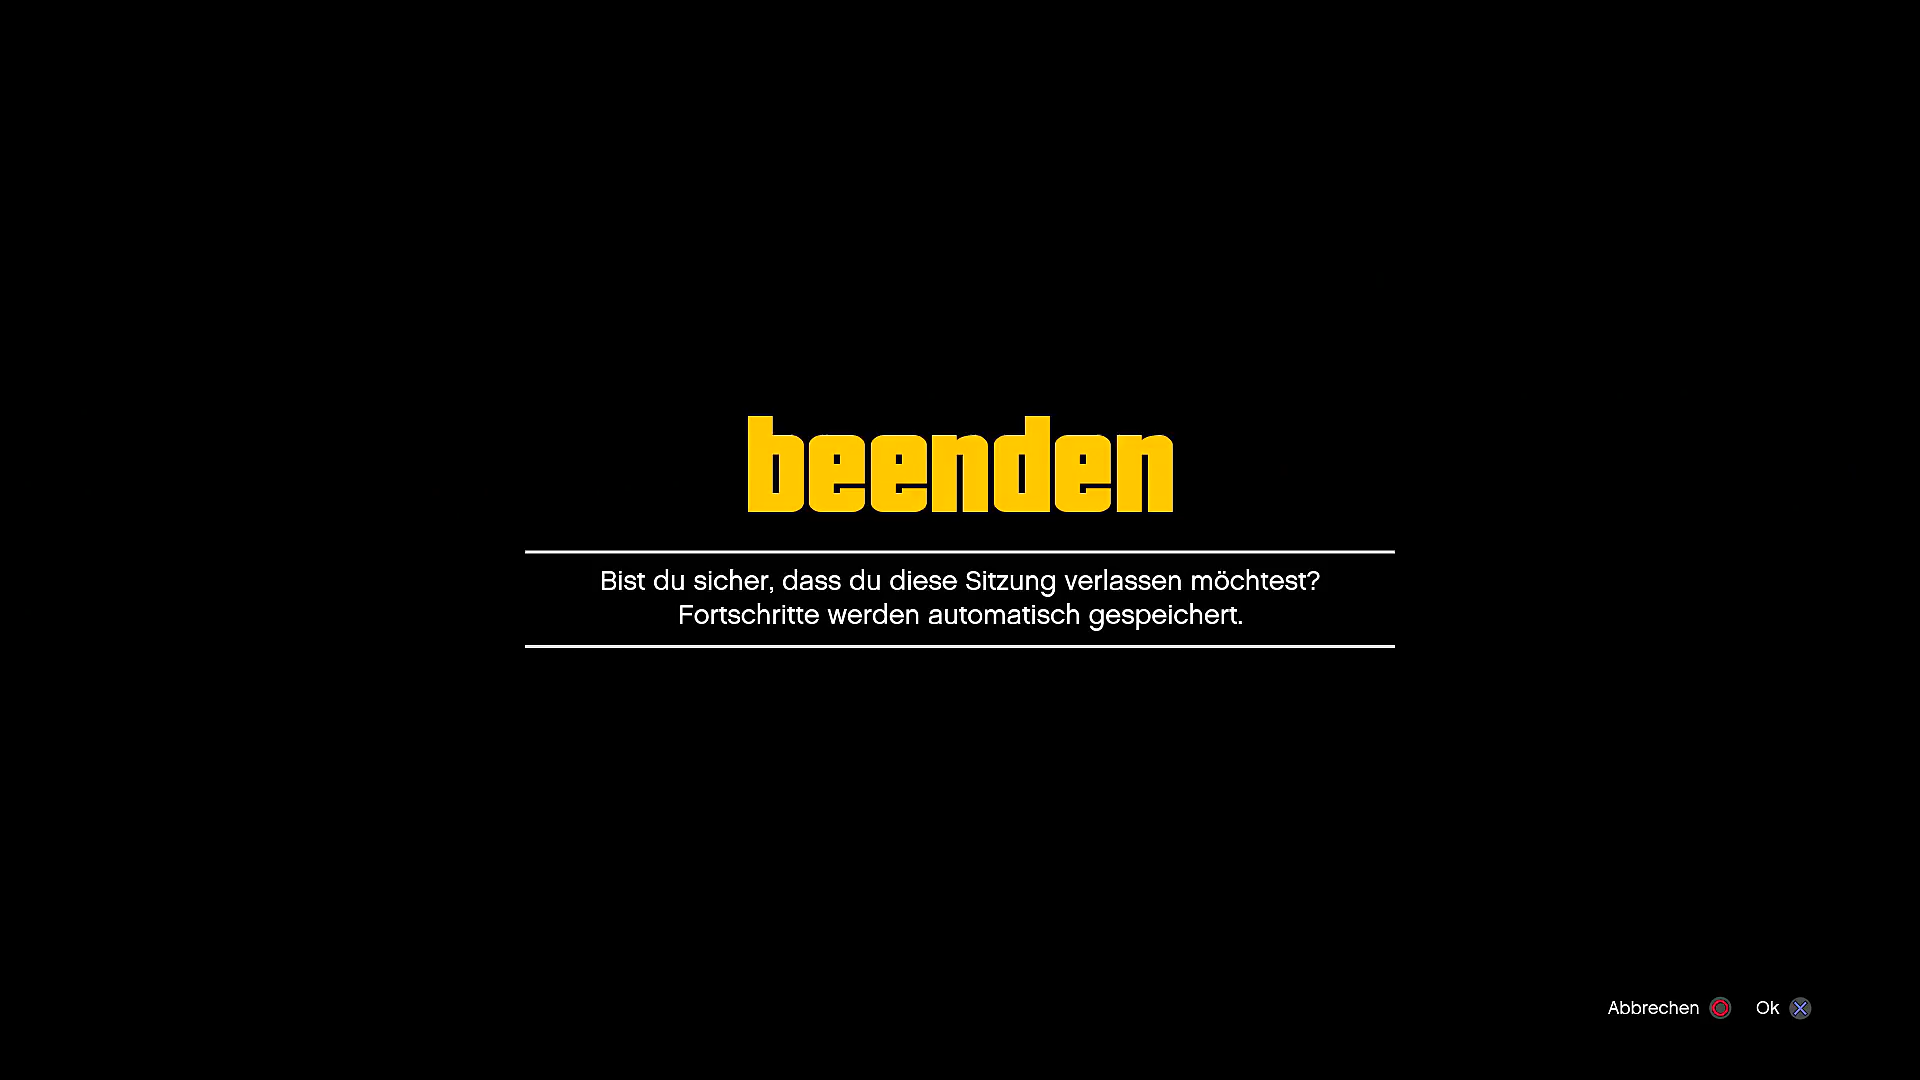 beenden
Bist du sicher, dass du diese Sitzung verlassen möchtest?
Fortschritte werden automatisch gespeichert.
Abbrechen Ok